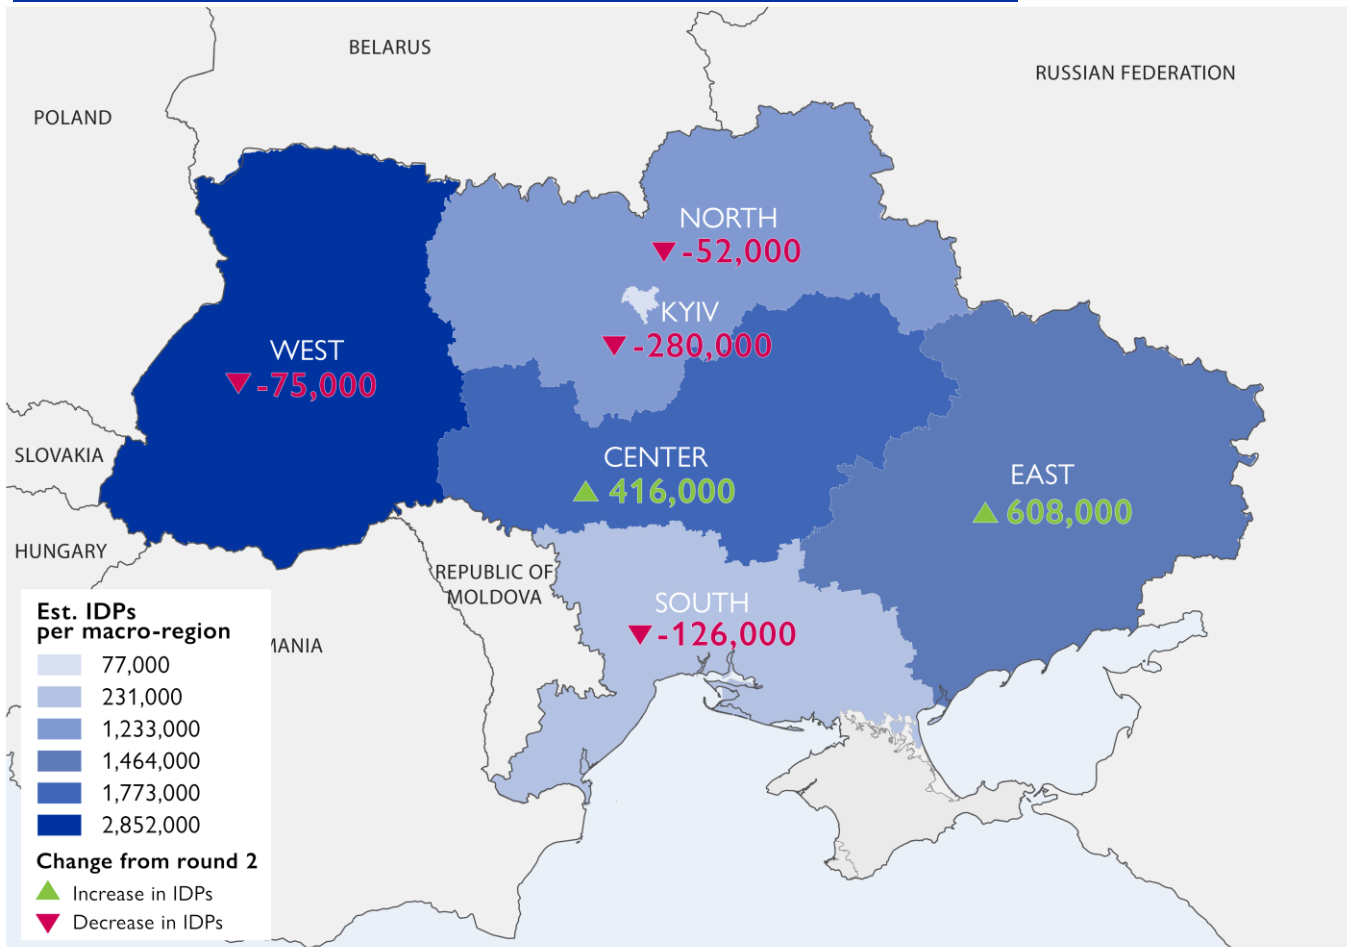 BELARUS
RUSSIAN FEDERATION
POLAND
NORTH
-52,000
KYIV
-280,000
WEST
-75,000
SLOVAKIA
CENTER
416,000
EAST
608,000
HUNGARY
REPUBLIC OF
MOLDOVA
SOUTH
-126,000
MANIA
Est. IDPs
per macro-region
77,000
231,000
1,233,000
1,464,000
1,773,000
2,852,000
Change from round 2
Increase in IDPs
Decrease in IDPs